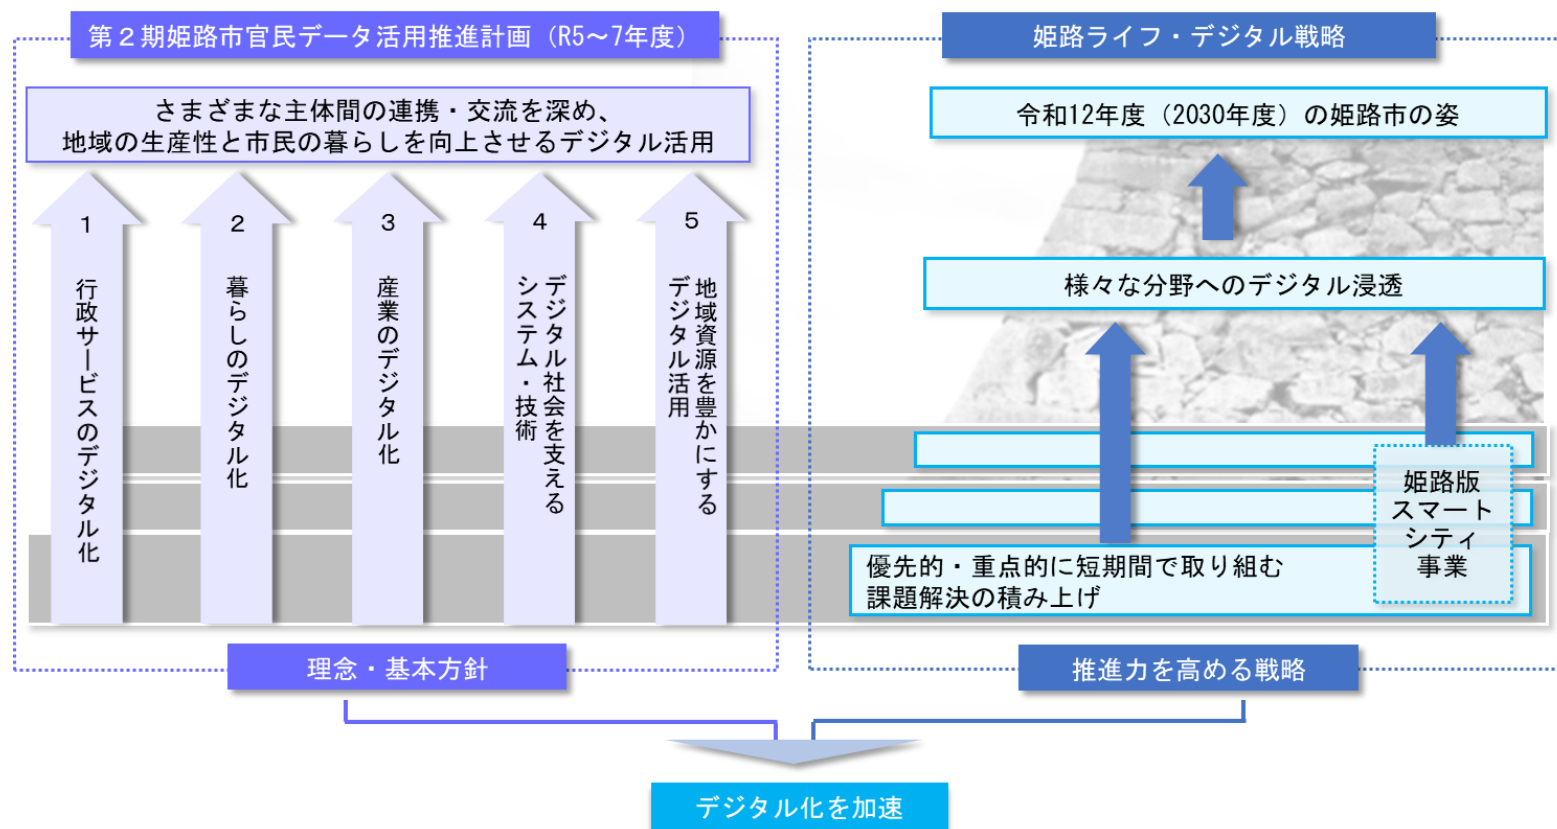 第２期姫路市官民データ活用推進計画（R5～7年度）
さまざまな主体間の連携・交流を深め、
地域の生産性と市民の暮らしを向上させるデジタル活用
1
行政サービスのデジタル化
2
暮らしのデジタル化
3
産業のデジタル化
4
デジタル社会を支える
システム・技術
5
地域資源を豊かにする
デジタル活用
理念・基本方針
姫路ライフ・デジタル戦略
令和12年度（2030年度）の姫路市の姿
様々な分野へのデジタル浸透
姫路版
スマート
シティ
事業
優先的・重点的に短期間で取り組む
課題解決の積み上げ
推進力を高める戦略
デジタル化を加速